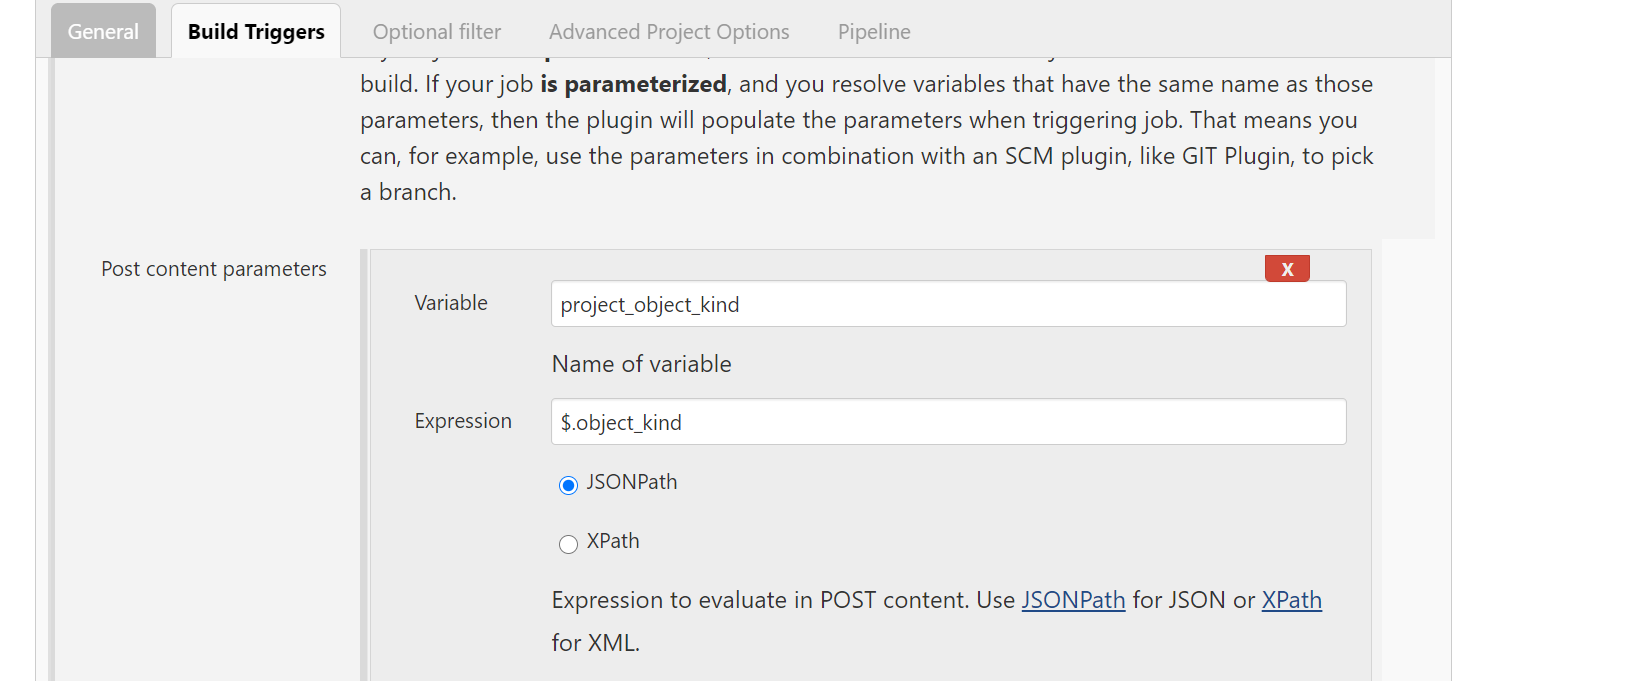 General
Build Triggers
Optional filter
Advanced Project Options
Pipeline
build. If your job is parameterized, and you resolve variables that have the same name as those
parameters, then the plugin will populate the parameters when triggering job. That means you
can, for example, use the parameters in combination with an SCM plugin, like GIT Plugin, to pick
a branch.
Post content parameters
X
Variable
project_object_kind
Name of variable
Expression
$.object_kind
JSONPath
XPath
Expression to evaluate in POST content. Use JSONPath for JSON or XPath
for XML.